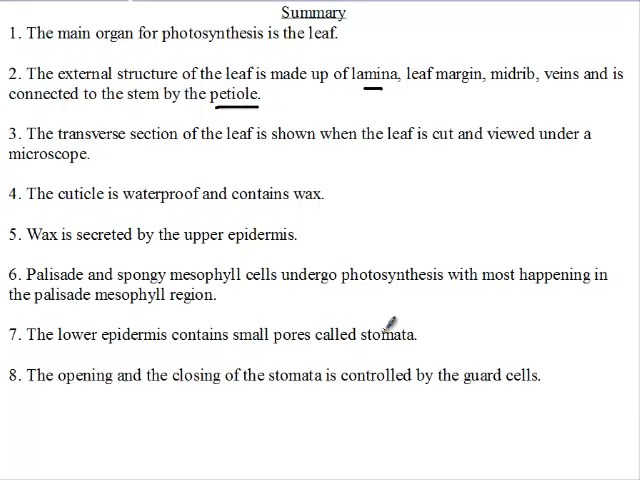 Summary
1. The main organ for photosynthesis is the leaf.
2. The external structure of the leaf is made up of lamina, leaf margin, midrib, veins and is
connected to the stem by the petiole.
3. The transverse section of the leaf is shown when the leaf is cut and viewed under a
microscope.
4. The cuticle is waterproof and contains wax.
5. Wax is secreted by the upper epidermis.
6. Palisade and spongy mesophyll cells undergo photosynthesis with most happening in
the palisade mesophyll region.
7. The lower epidermis contains small pores called stomata.
8. The opening and the closing of the stomata is controlled by the guard cells.